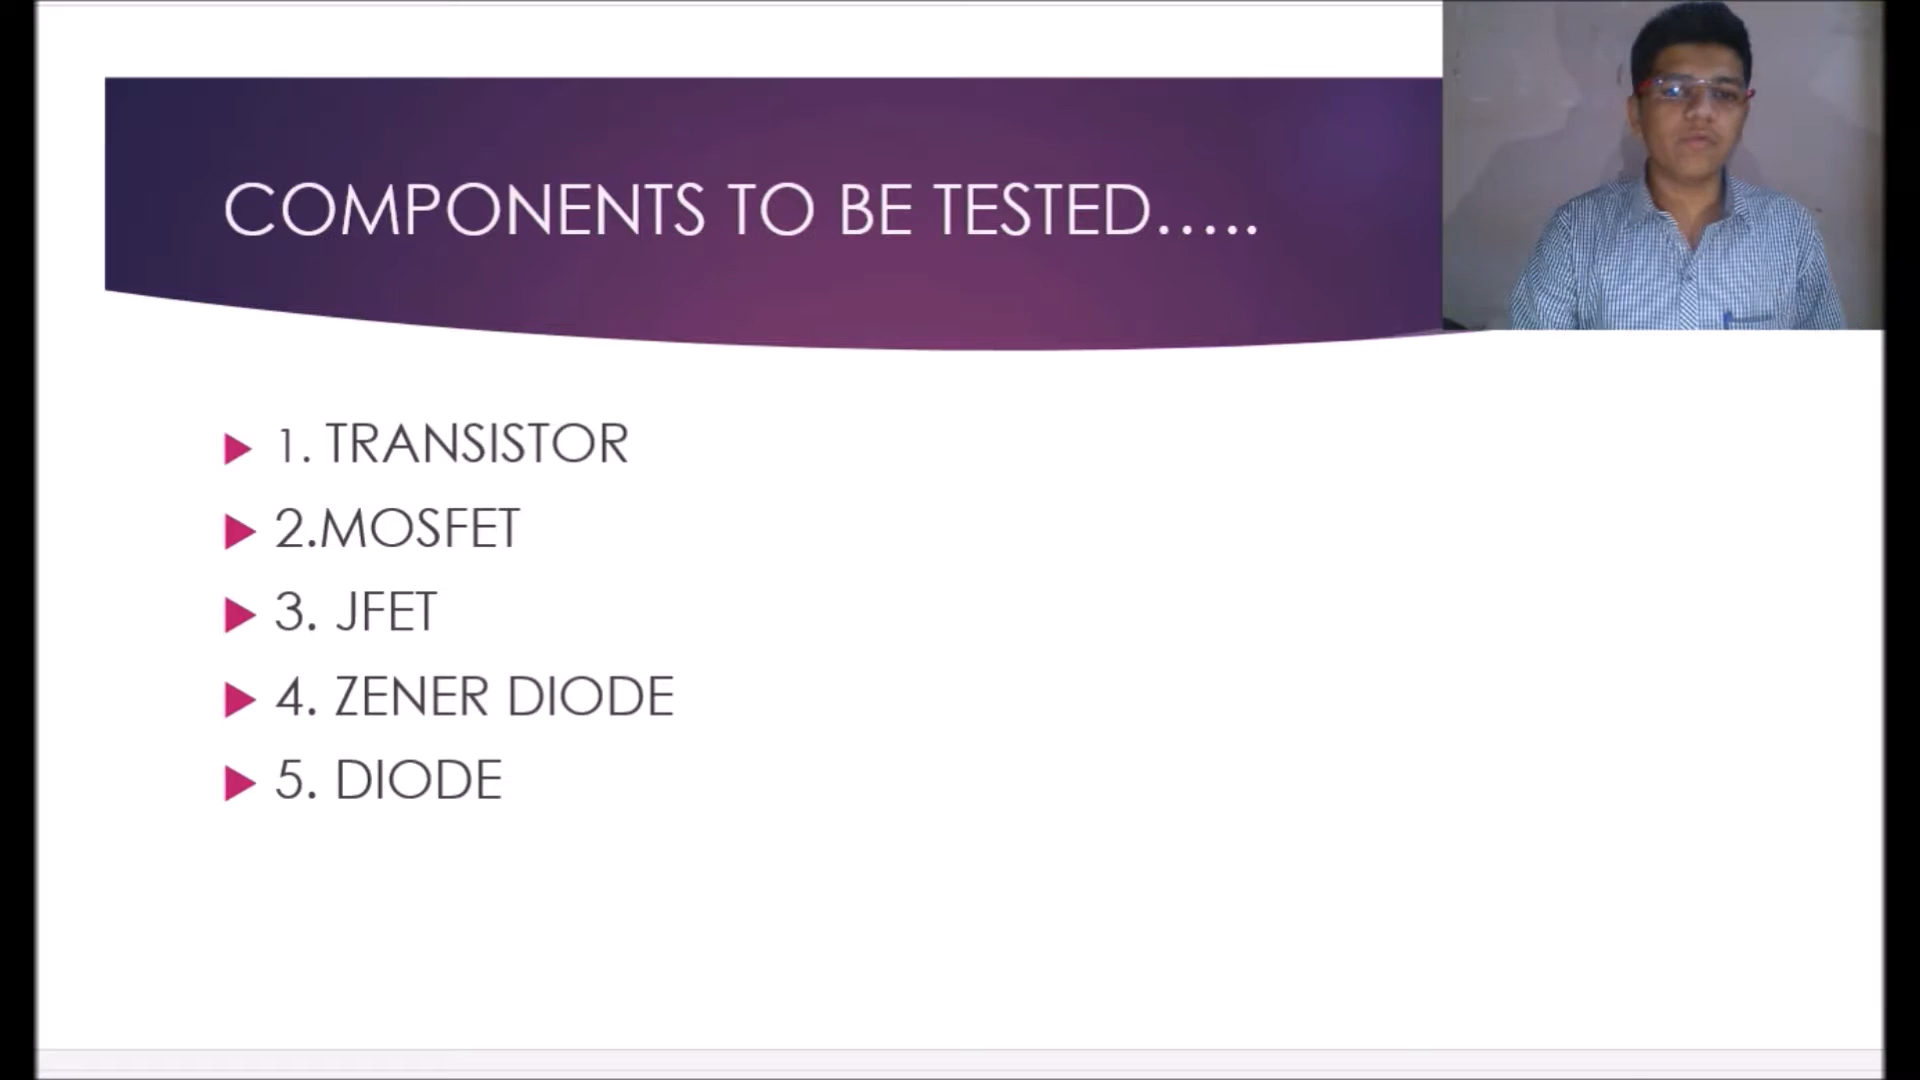 COMPONENTS TO BE TESTED.....
1. TRANSISTOR
2.MOSFET
3. JFET
4. ZENER DIODE
5. DIODE